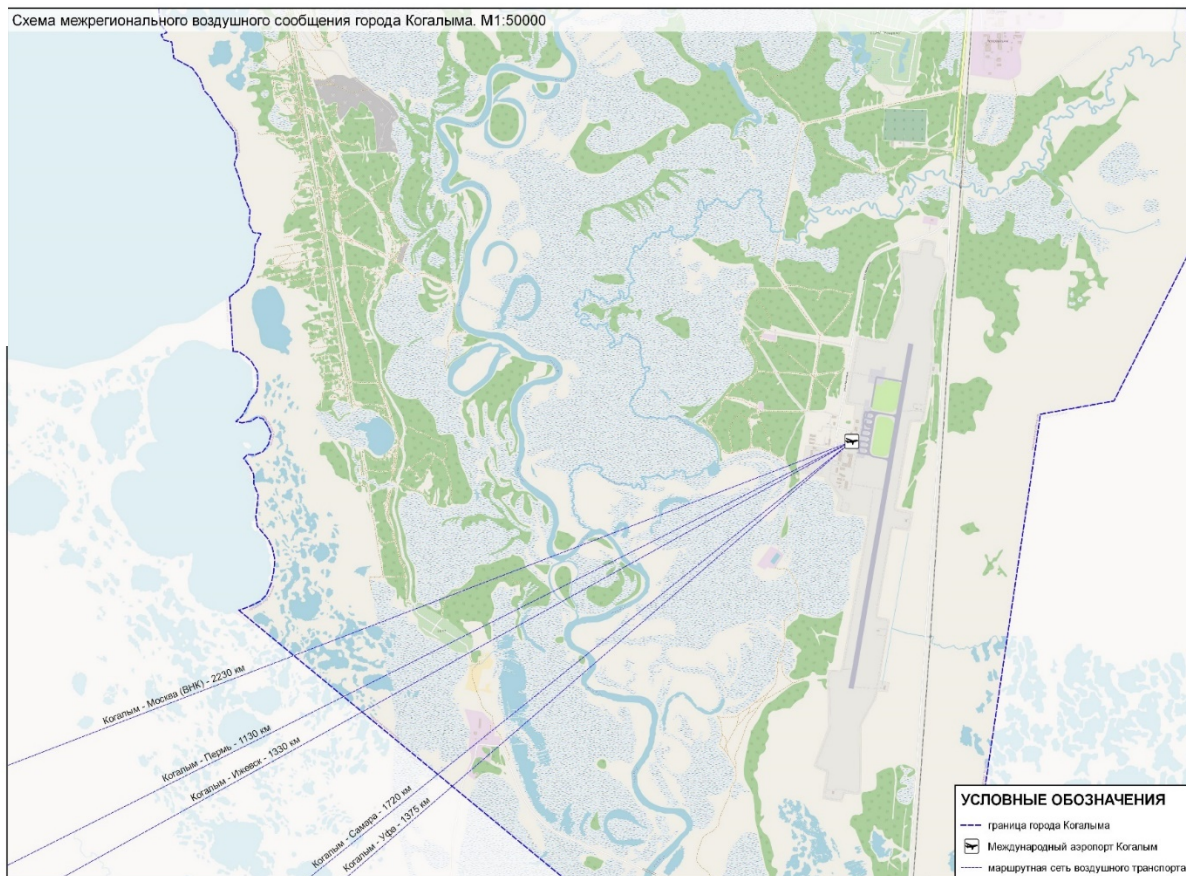 Схема межрегионального воздушного сообщения города Когалыма. М1:50000
Когалым - Москва (ВНК) - 2230 км
Когалым - Пермь - 1130 км
Когалым - Ижевск - 1330 км
Когалым - Самара - 1720 км
Когалым - Уфа - 1375 км
УСЛОВНЫЕ ОБОЗНАЧЕНИЯ
граница города Когалыма
Международный аэропорт Когалым
маршрутная сеть воздушного транспорта